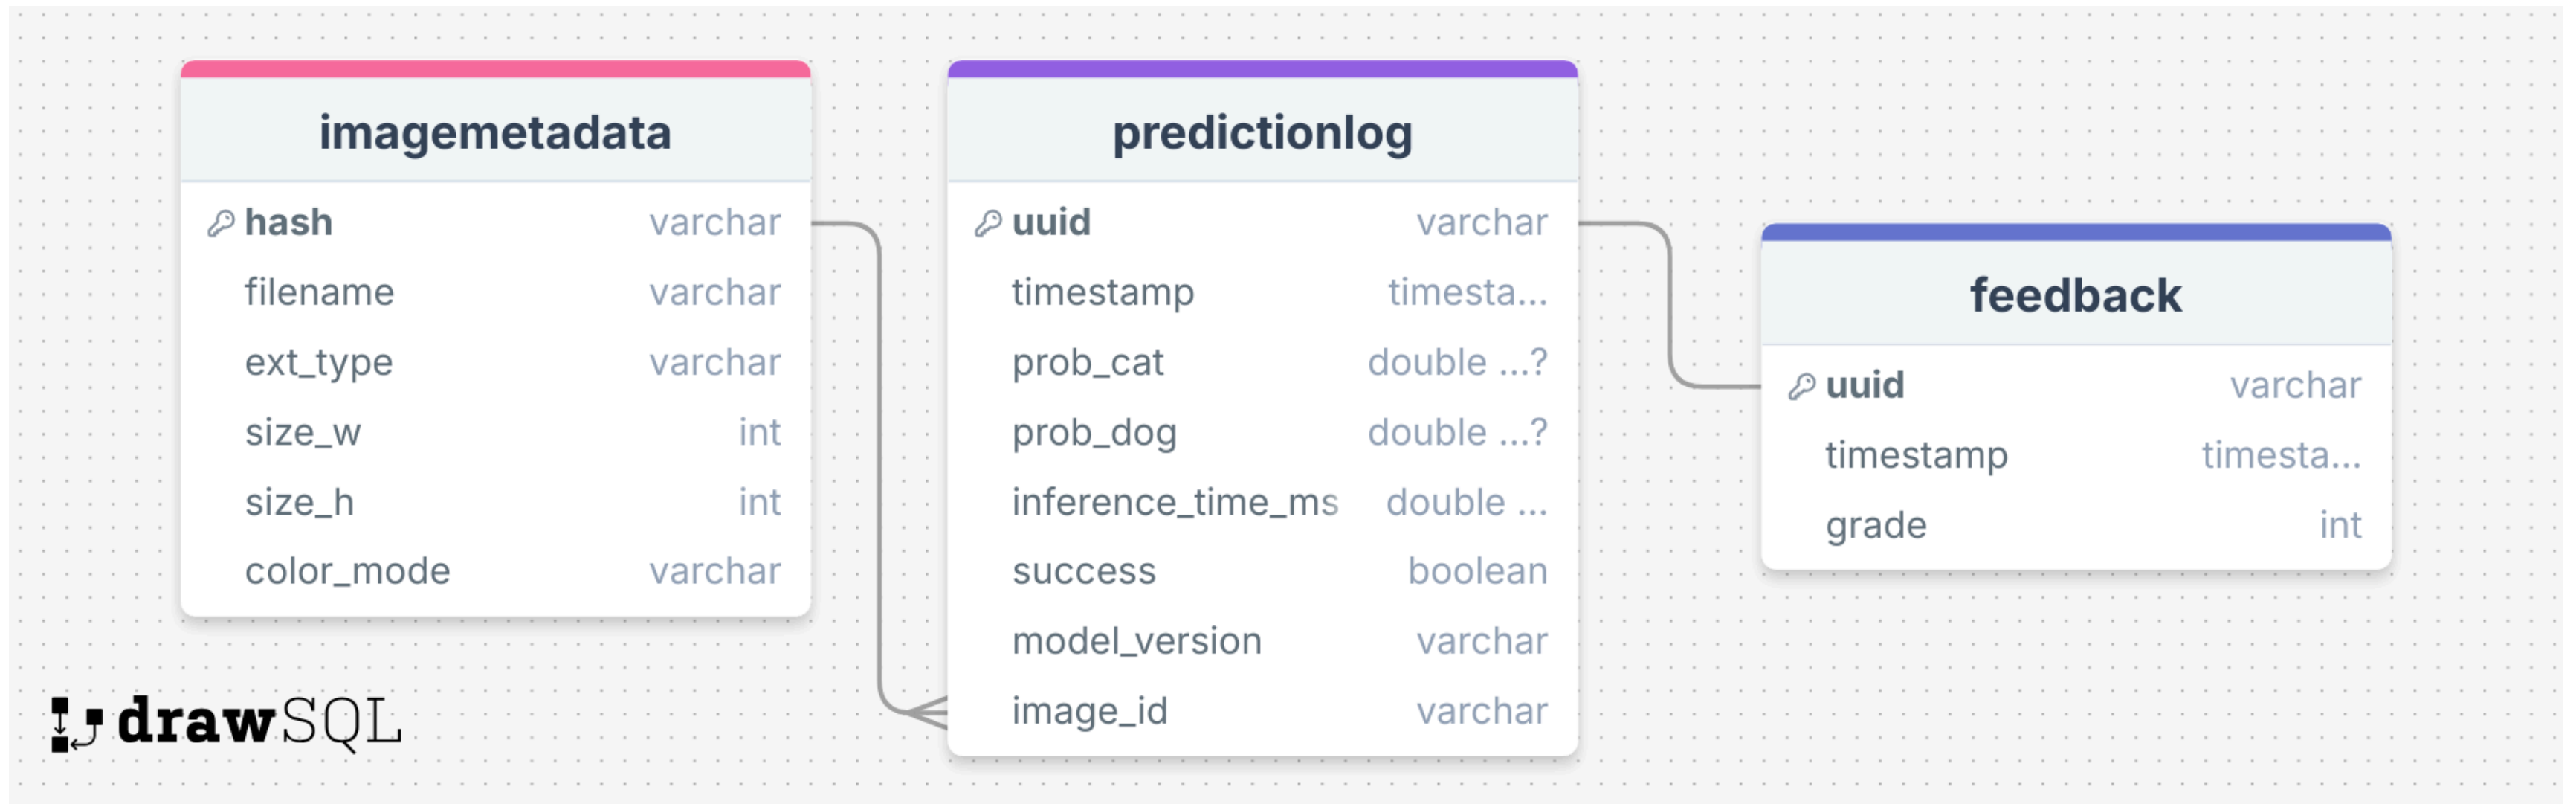 imagemetadata
hash varchar
filename varchar
ext_type varchar
size_w int
size_h int
color_mode varchar
predictionlog
uuid varchar
timestamp timesta...
prob_cat double ...?
prob_dog double ...?
inference_time_ms double ...
success boolean
model_version varchar
image_id varchar
feedback
uuid varchar
timestamp timesta...
grade int
drawSQL